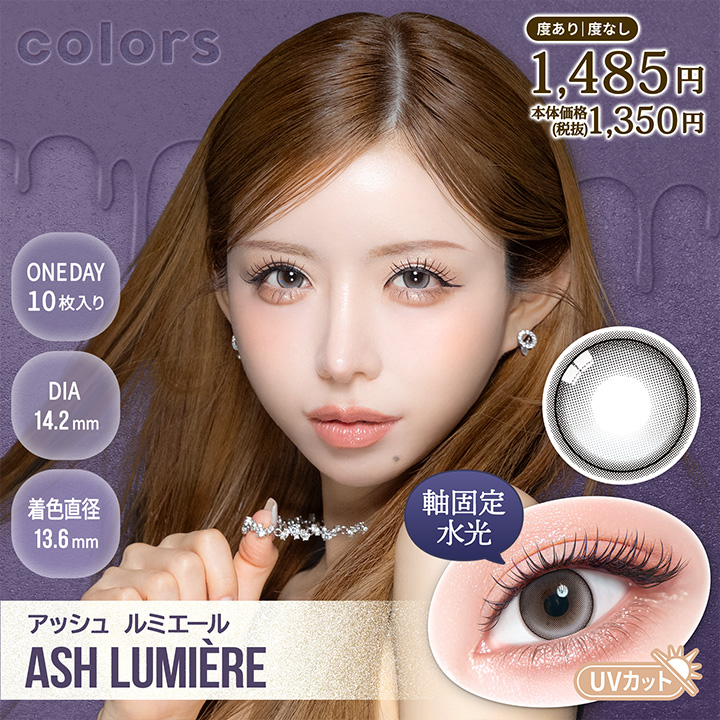 colors
度あり|度なし
1,485円
本体価格(税抜)1,350円
ONEDAY
10枚入り
DIA
14.2mm
着色直径
13.6mm
軸固定
水光
アッシュ ルミエール
ASH LUMIÈRE
UVカット